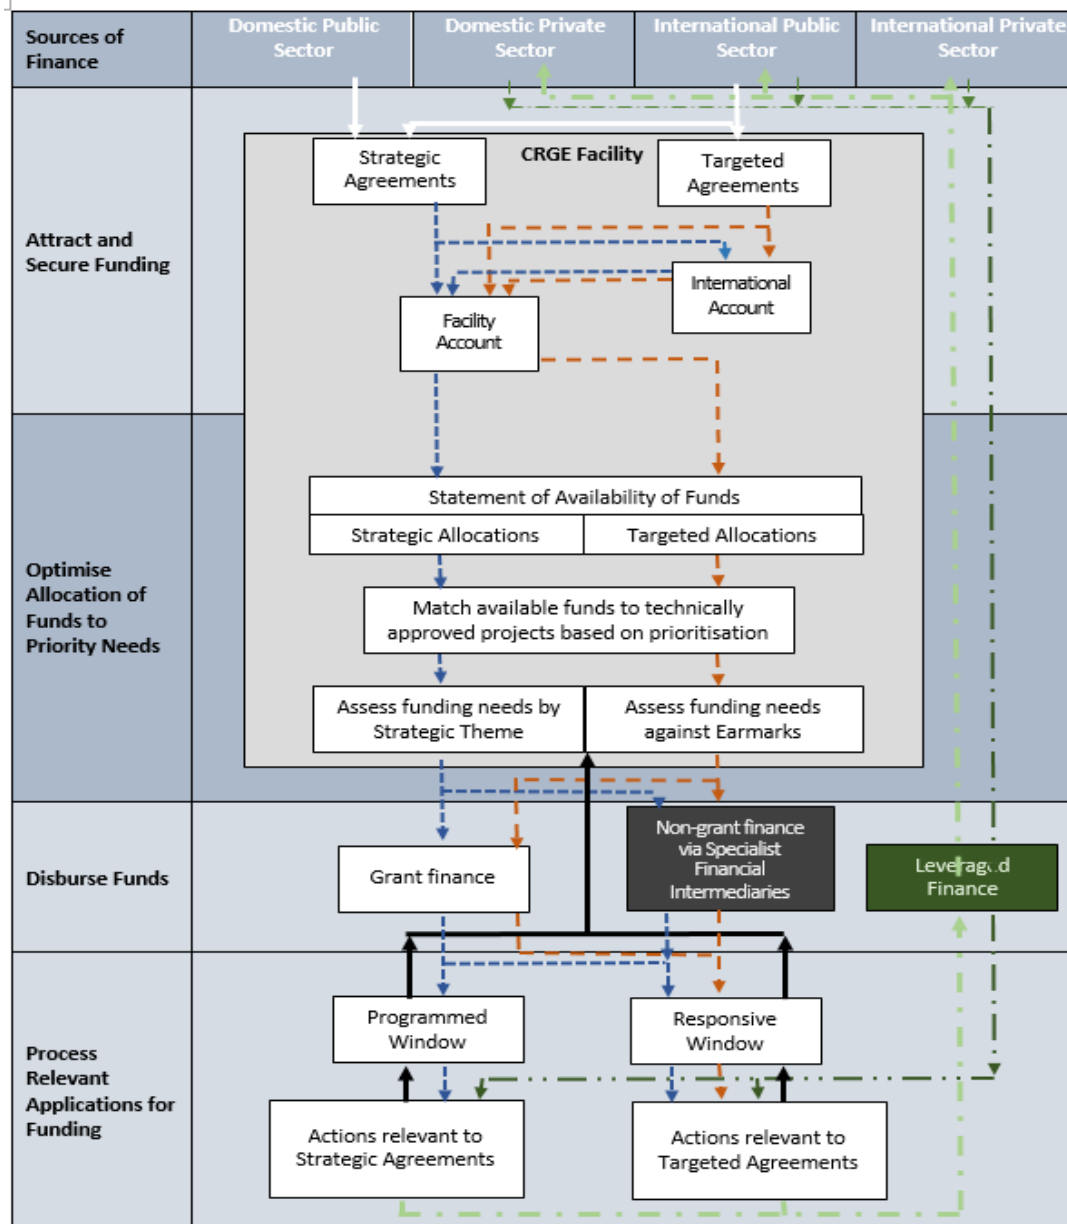 Sources of
Finance
Domestic Public
Sector
Domestic Private
Sector
International Public
Sector
International Private
Sector
Attract and
Secure Funding
CRGE Facility
Strategic
Agreements
Targeted
Agreements
International
Account
Facility
Account
Optimise
Allocation of
Funds to
Priority Needs
Statement of Availability of Funds
Strategic Allocations
Targeted Allocations
Match available funds to technically
approved projects based on prioritisation
Assess funding needs by
Strategic Theme
Assess funding needs
against Earmarks
Disburse Funds
Grant finance
Non-grant finance
via Specialist
Financial
Intermediaries
Leveraged
Finance
Process
Relevant
Applications for
Funding
Programmed
Window
Responsive
Window
Actions relevant to
Strategic Agreements
Actions relevant to
Targeted Agreements